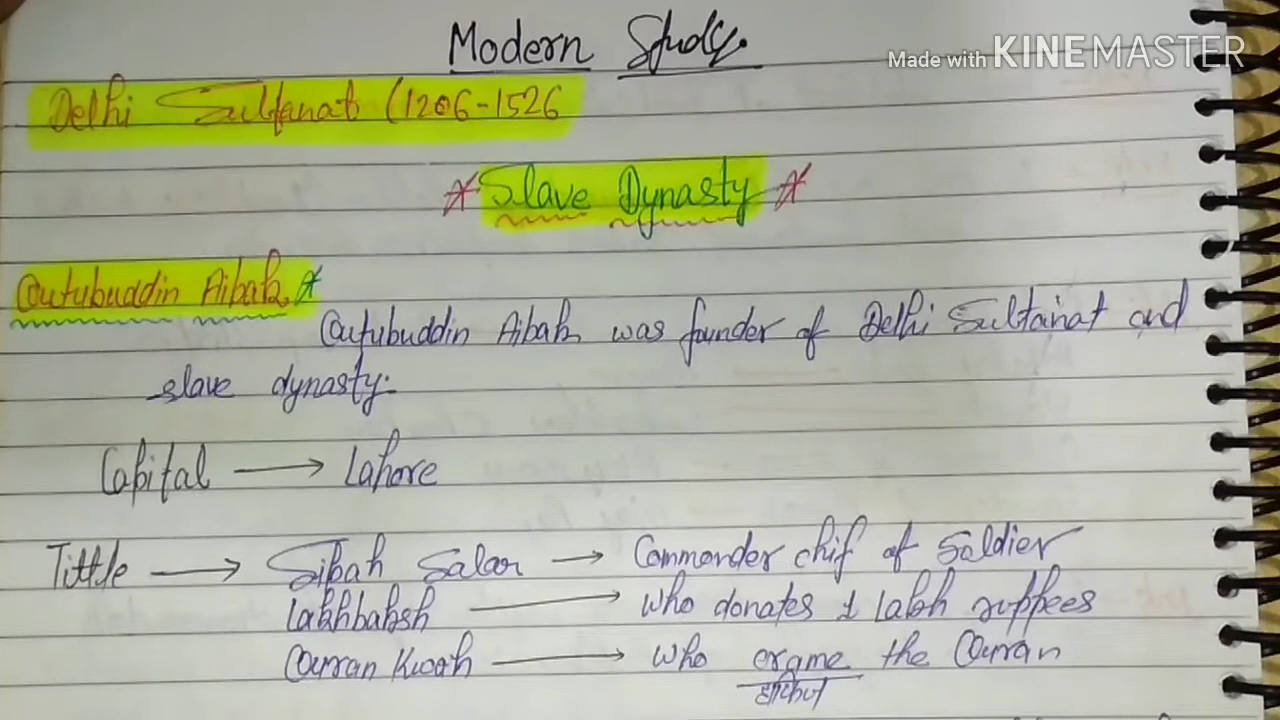 Modern Study.
Made with KINEMASTER
Delhi Sultanat (1206-1526
Slave Dynasty
Qutubuddin Aibak
Qutubuddin Aibak was founder of Delhi Sultanat and
slave dynasty.
Capital → Lahore
Tittle → Sipah Salar → Commander chif of Soldier
Lakhbaksh → who donates 1 Lakh ruppees
Quran Kwah → who the Quran